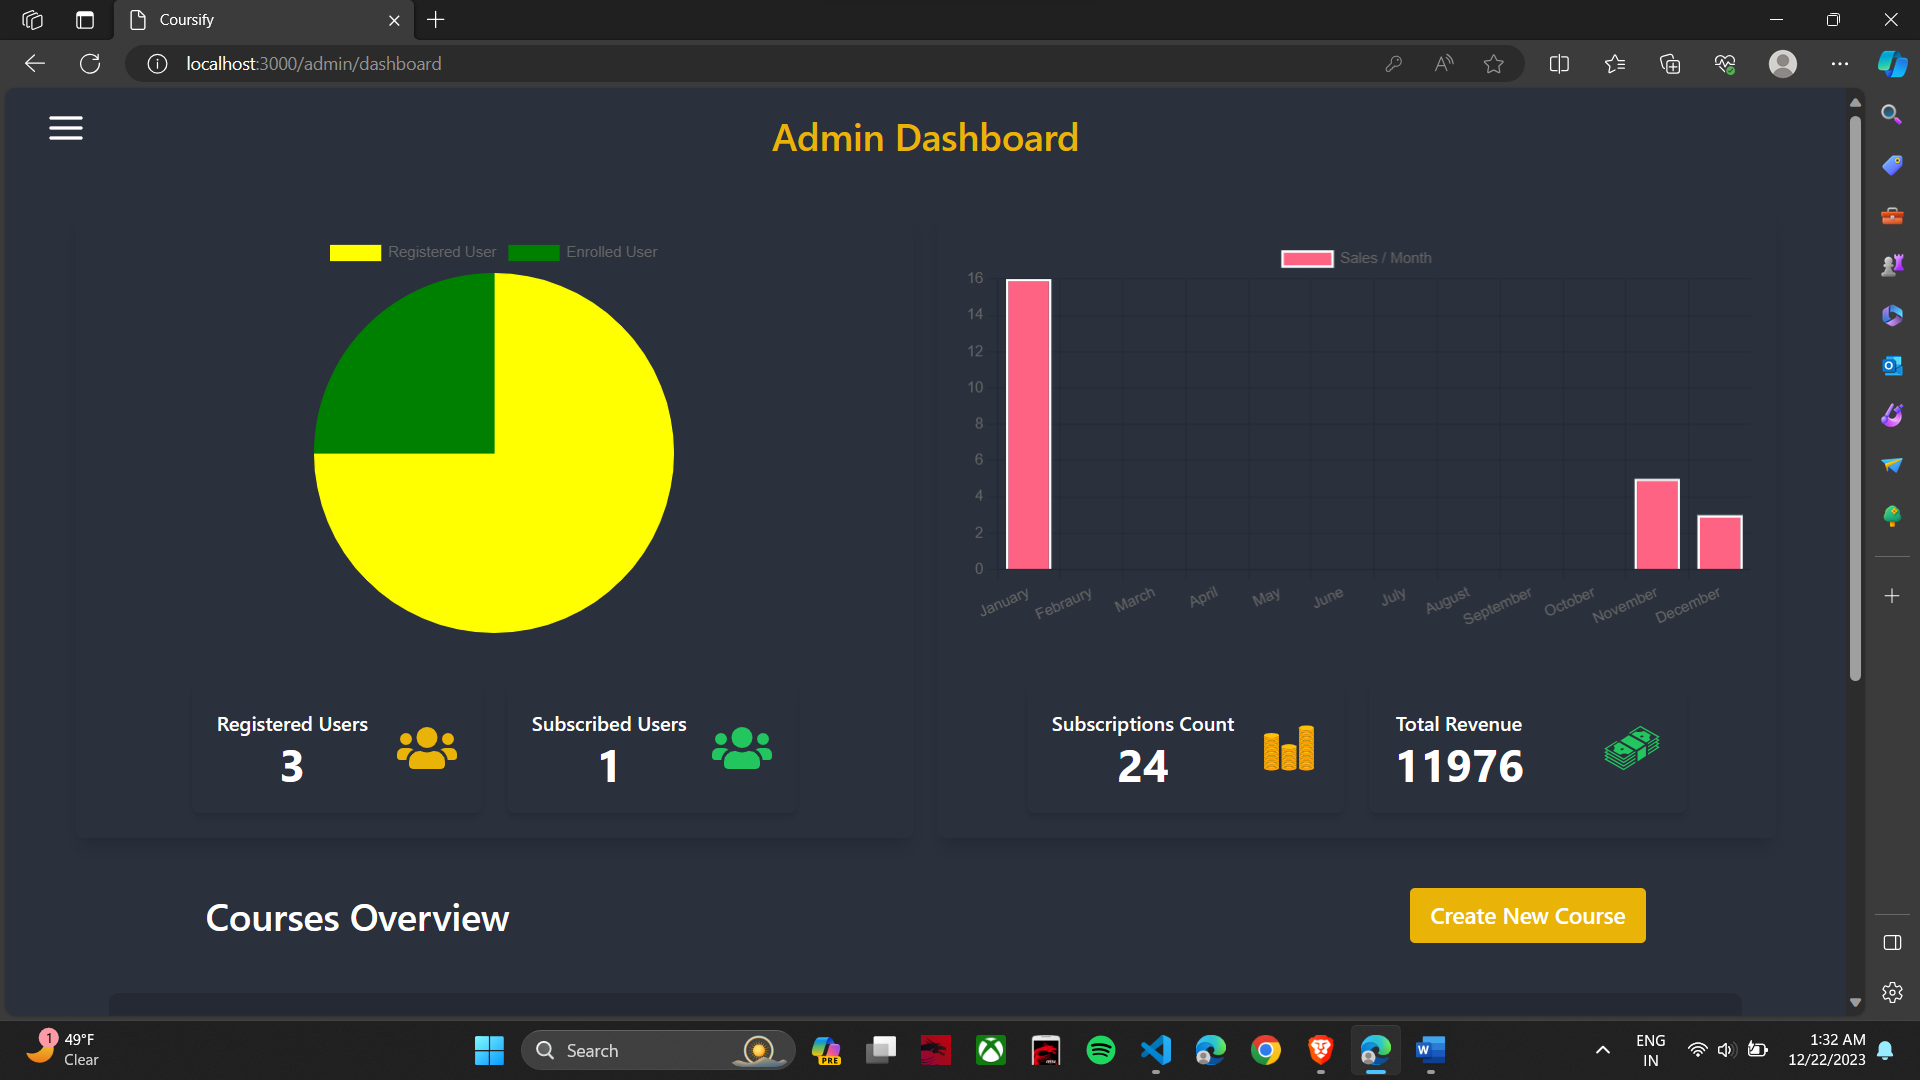 Coursify
localhost:3000/admin/dashboard
Admin Dashboard
Registered User Enrolled User
Sales / Month
16
14
12
10
8
6
4
2
0
January Febraury March April May June July August September October November December
Registered Users
3
Subscribed Users
1
Subscriptions Count
24
Total Revenue
11976
Courses Overview
Create New Course
1
49°F
Clear
Search
PRE
W
ENG
IN
1:32 AM
12/22/2023